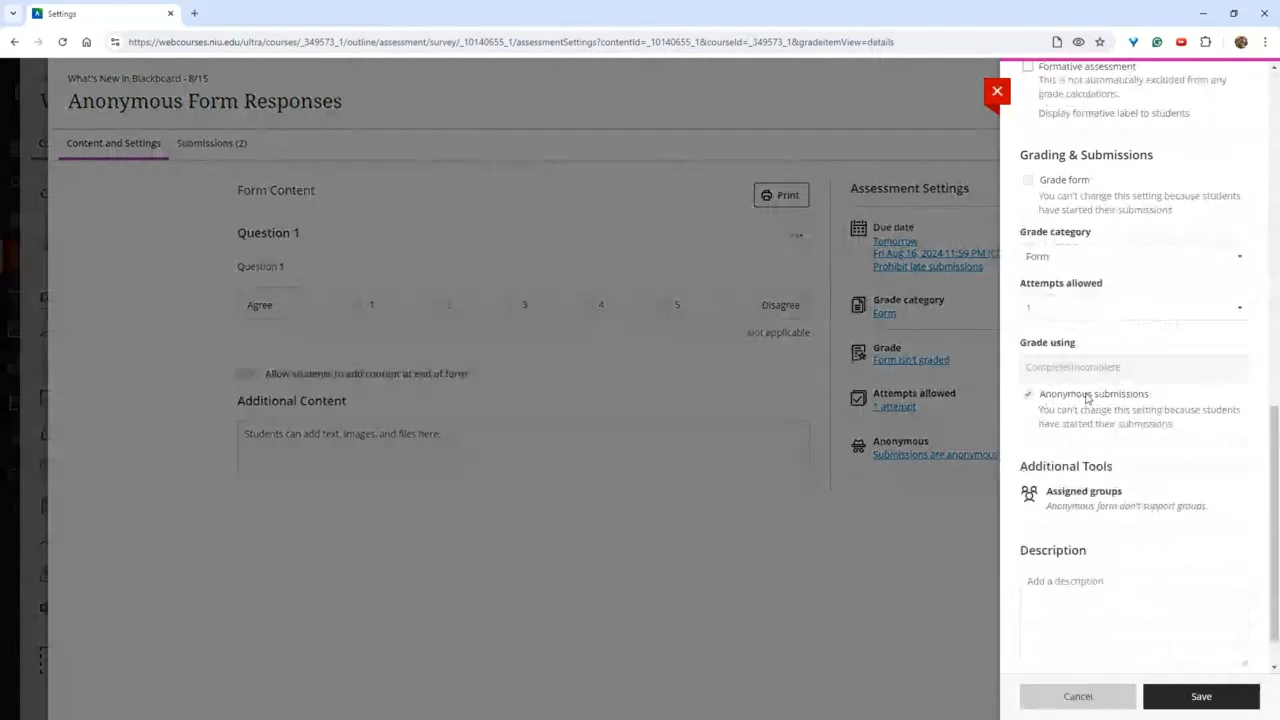 Settings
https://webcourses.niu.edu/ultra/courses/_349573_1/outline/assessment/survey/_10140655_1/assessmentSettings?contentId=_10140655_1&courseId=_349573_1&gradeitemView=details
What's New in Blackboard - 8/15
Anonymous Form Responses
Content and Settings
Submissions (2)
Form Content
Print
Question 1
Question 1
Agree 1 2 3 4 5 Disagree
Not applicable
Allow students to add content at end of form
Additional Content
Students can add text, images, and files here.
Assessment Settings
Due date
Tomorrow
Fri Aug 16, 2024 11:59 PM
Prohibit late submissions
Grade category
Form
Grade
Form isn't graded
Attempts allowed
1 attempt
Anonymous
Submissions are anonymous
Formative assessment
This is not automatically excluded from any
grade calculations.
Display formative label to students
Grading & Submissions
Grade form
You can't change this setting because students
have started their submissions
Grade category
Form
Attempts allowed
1
Grade using
Complete/Incomplete
Anonymous submissions
You can't change this setting because students
have started their submissions
Additional Tools
Assigned groups
Anonymous form don't support groups.
Description
Add a description
Cancel
Save